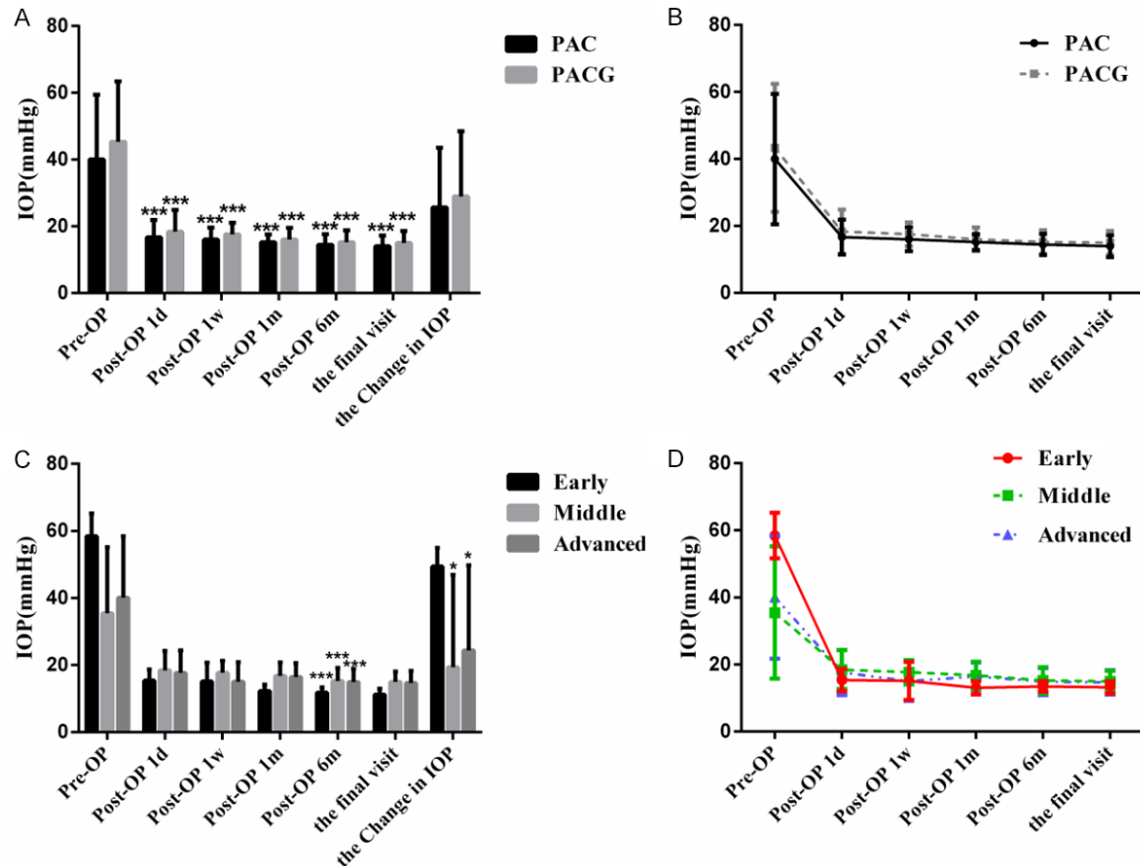 A
IOP(mmHg)
80
60
40
20
0
PAC
PACG
*** *** *** *** *** *** *** *** *** ***
Pre-OP
Post-OP 1d
Post-OP 1w
Post-OP 1m
Post-OP 6m
the final visit
the Change in IOP
B
IOP(mmHg)
80
60
40
20
0
PAC
PACG
Pre-OP
Post-OP 1d
Post-OP 1w
Post-OP 1m
Post-OP 6m
the final visit
C
IOP(mmHg)
80
60
40
20
0
Early
Middle
Advanced
*** *** ***
* *
Pre-OP
Post-OP 1d
Post-OP 1w
Post-OP 1m
Post-OP 6m
the final visit
the Change in IOP
D
IOP(mmHg)
80
60
40
20
0
Early
Middle
Advanced
Pre-OP
Post-OP 1d
Post-OP 1w
Post-OP 1m
Post-OP 6m
the final visit